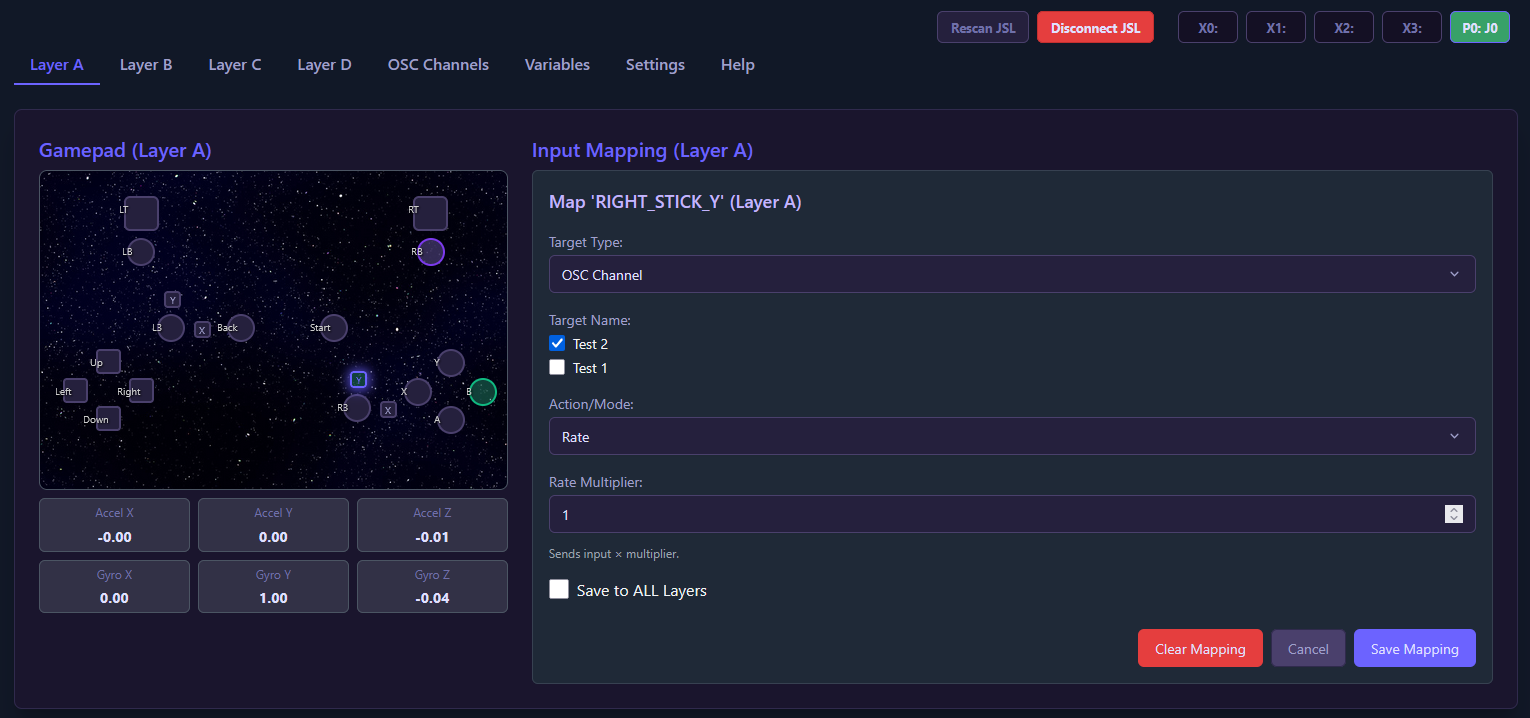 Rescan JSL Disconnect JSL X0: X1: X2: X3: P0: J0
Layer A Layer B Layer C Layer D OSC Channels Variables Settings Help
Gamepad (Layer A)
LT RT
LB RB
Y
L3 X Back Start
Up Y Y
Left Right X B
R3 X
Down A
Accel X Accel Y Accel Z
-0.00 0.00 -0.01
Gyro X Gyro Y Gyro Z
0.00 1.00 -0.04
Input Mapping (Layer A)
Map 'RIGHT_STICK_Y' (Layer A)
Target Type:
OSC Channel
Target Name:
Test 2
Test 1
Action/Mode:
Rate
Rate Multiplier:
1
Sends input × multiplier.
Save to ALL Layers
Clear Mapping Cancel Save Mapping